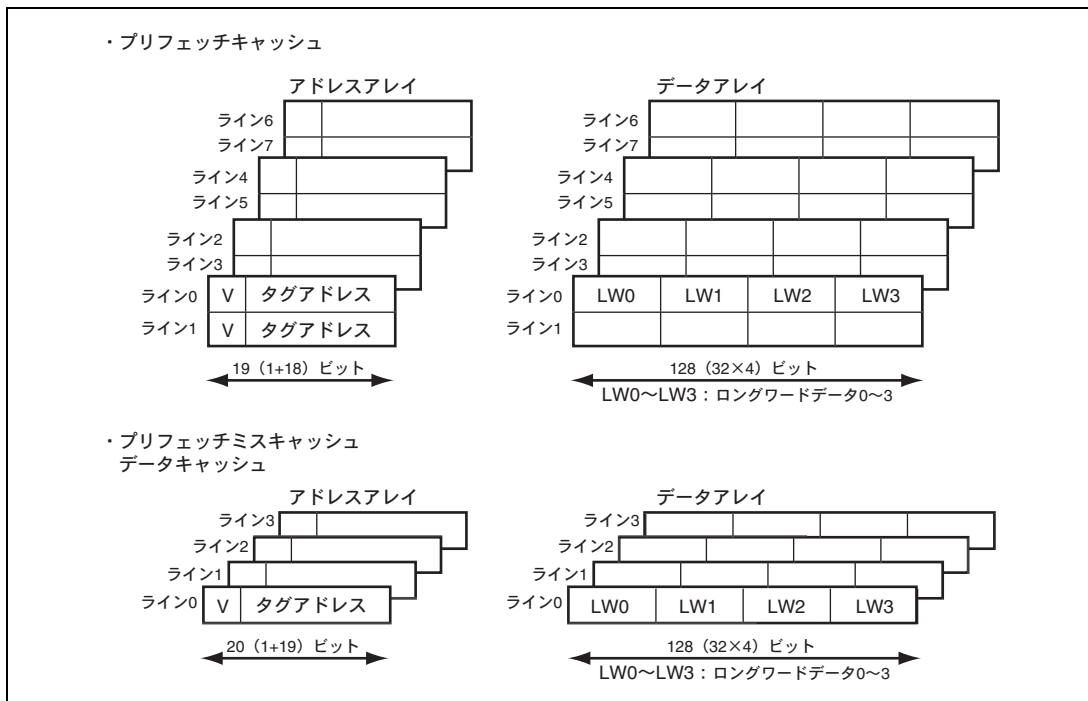 ・プリフェッチキャッシュ
アドレスアレイ
ライン6
ライン7
ライン4
ライン5
ライン2
ライン3
ライン0 V タグアドレス
ライン1 V タグアドレス
19（1+18）ビット
データアレイ
ライン6
ライン7
ライン4
ライン5
ライン2
ライン3
ライン0 LW0 LW1 LW2 LW3
ライン1
128（32×4）ビット
LW0～LW3：ロングワードデータ0～3
・プリフェッチミスキャッシュ
データキャッシュ
アドレスアレイ
ライン3
ライン2
ライン1
ライン0 V タグアドレス
20（1+19）ビット
データアレイ
ライン3
ライン2
ライン1
ライン0 LW0 LW1 LW2 LW3
128（32×4）ビット
LW0～LW3：ロングワードデータ0～3